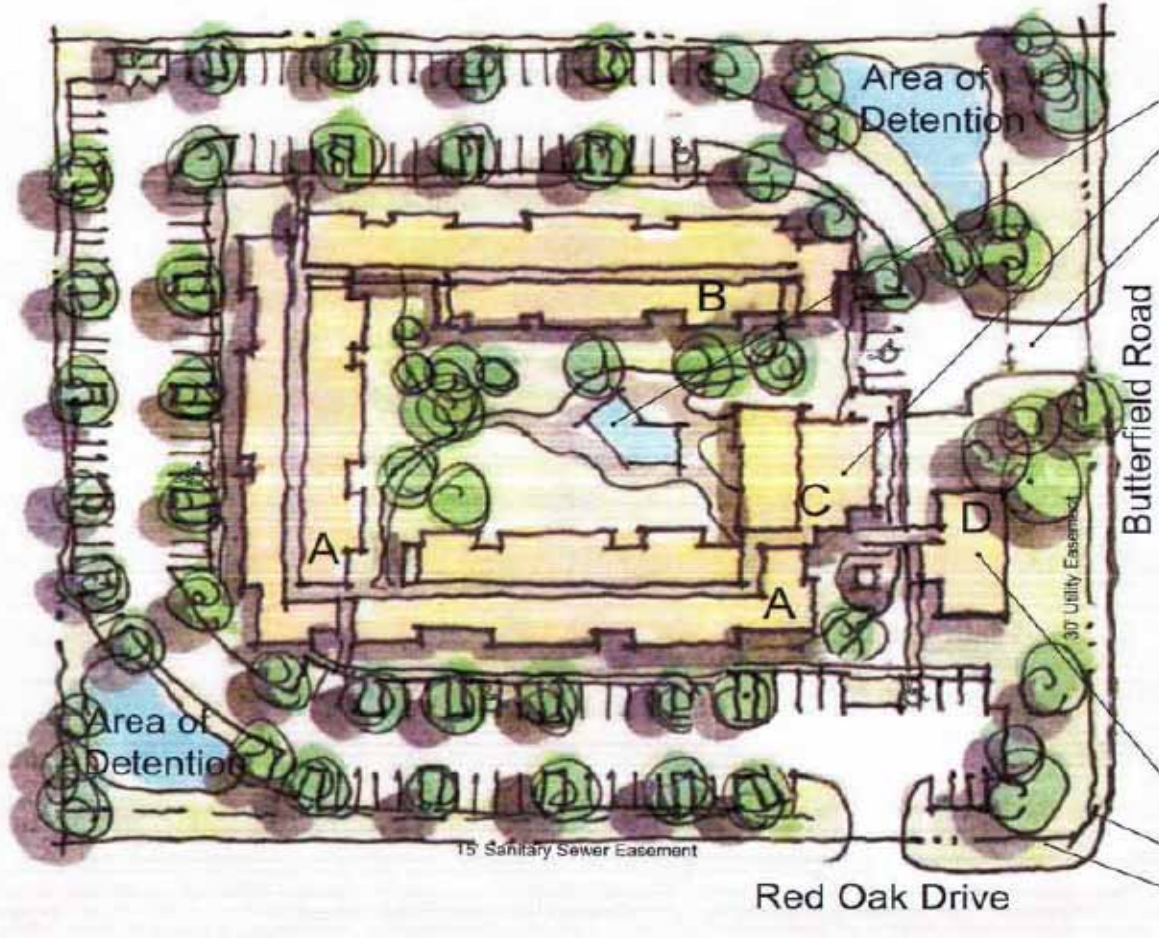 Area of
Detention
B
Butterfield Road
C
D
A
30' Utility Easement
A
Area of
Detention
15' Sanitary Sewer Easement
Red Oak Drive